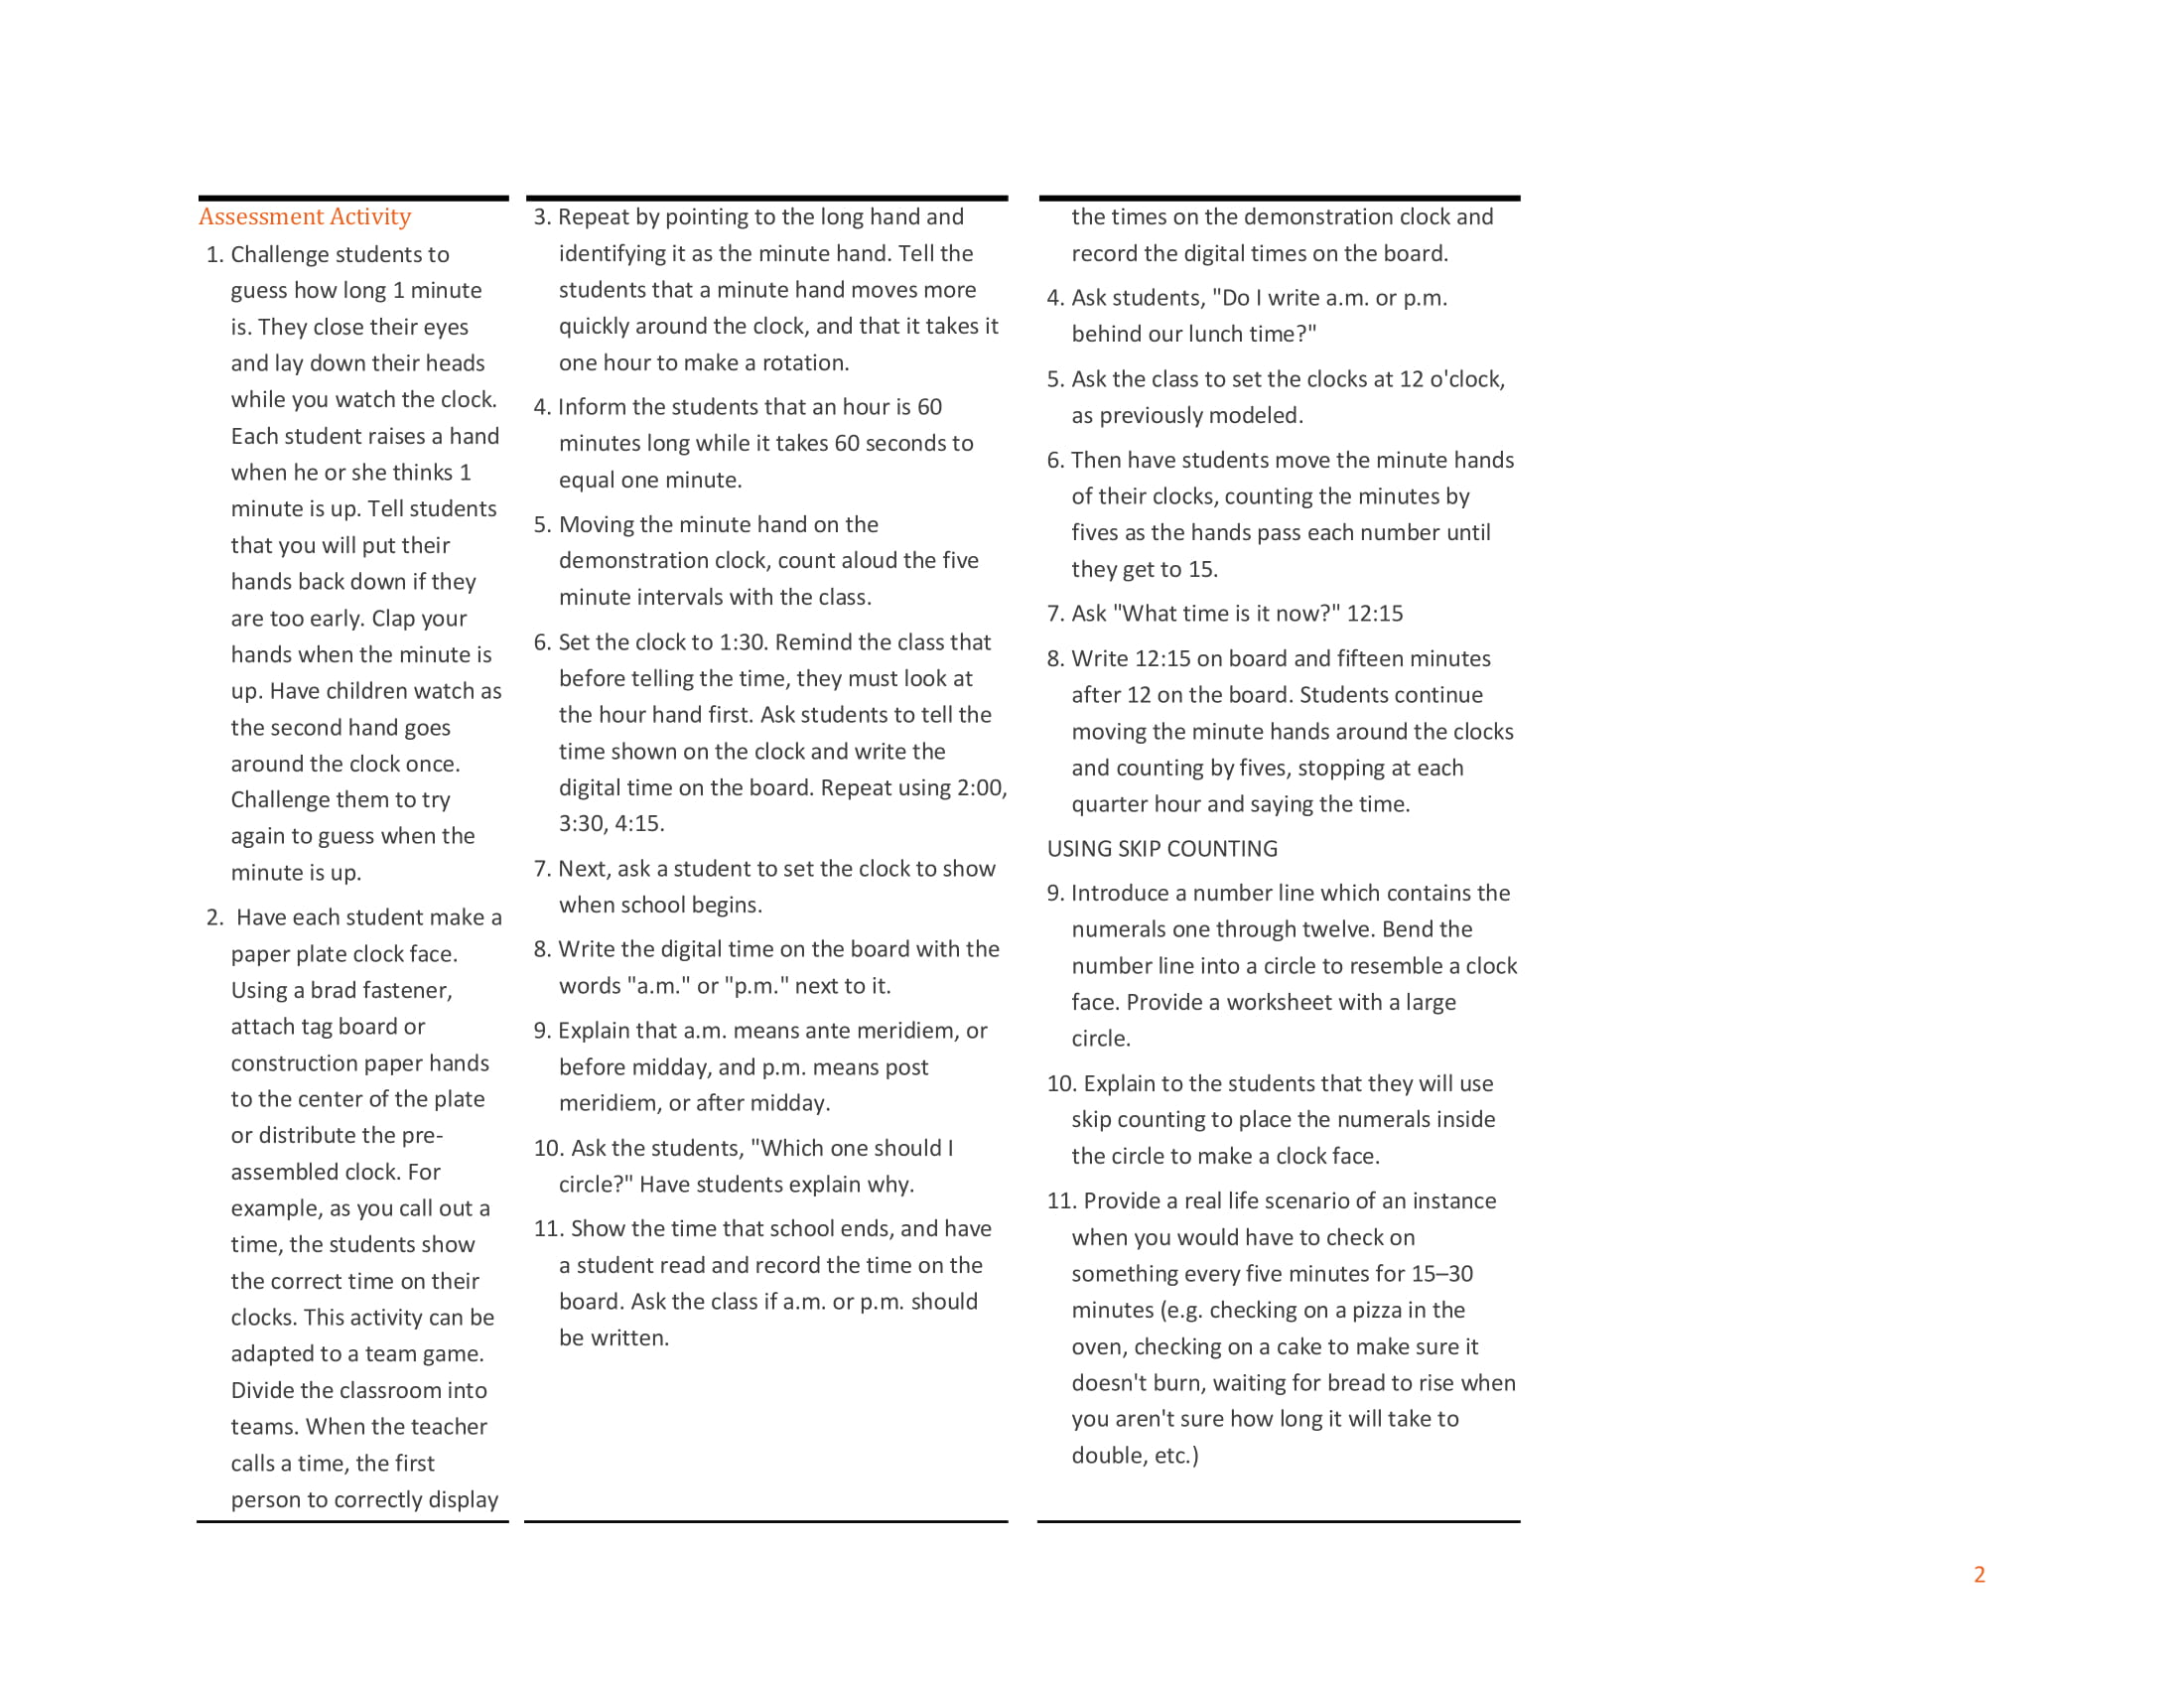 Assessment Activity
1. Challenge students to
guess how long 1 minute
is. They close their eyes
and lay down their heads
while you watch the clock.
Each student raises a hand
when he or she thinks 1
minute is up. Tell students
that you will put their
hands back down if they
are too early. Clap your
hands when the minute is
up. Have children watch as
the second hand goes
around the clock once.
Challenge them to try
again to guess when the
minute is up.
2. Have each student make a
paper plate clock face.
Using a brad fastener,
attach tag board or
construction paper hands
to the center of the plate
or distribute the pre-
assembled clock. For
example, as you call out a
time, the students show
the correct time on their
clocks. This activity can be
adapted to a team game.
Divide the classroom into
teams. When the teacher
calls a time, the first
person to correctly display
3. Repeat by pointing to the long hand and
identifying it as the minute hand. Tell the
students that a minute hand moves more
quickly around the clock, and that it takes it
one hour to make a rotation.
4. Inform the students that an hour is 60
minutes long while it takes 60 seconds to
equal one minute.
5. Moving the minute hand on the
demonstration clock, count aloud the five
minute intervals with the class.
6. Set the clock to 1:30. Remind the class that
before telling the time, they must look at
the hour hand first. Ask students to tell the
time shown on the clock and write the
digital time on the board. Repeat using 2:00,
3:30, 4:15.
7. Next, ask a student to set the clock to show
when school begins.
8. Write the digital time on the board with the
words "a.m." or "p.m." next to it.
9. Explain that a.m. means ante meridiem, or
before midday, and p.m. means post
meridiem, or after midday.
10. Ask the students, "Which one should I
circle?" Have students explain why.
11. Show the time that school ends, and have
a student read and record the time on the
board. Ask the class if a.m. or p.m. should
be written.
the times on the demonstration clock and
record the digital times on the board.
4. Ask students, "Do I write a.m. or p.m.
behind our lunch time?"
5. Ask the class to set the clocks at 12 o'clock,
as previously modeled.
6. Then have students move the minute hands
of their clocks, counting the minutes by
fives as the hands pass each number until
they get to 15.
7. Ask "What time is it now?" 12:15
8. Write 12:15 on board and fifteen minutes
after 12 on the board. Students continue
moving the minute hands around the clocks
and counting by fives, stopping at each
quarter hour and saying the time.
USING SKIP COUNTING
9. Introduce a number line which contains the
numerals one through twelve. Bend the
number line into a circle to resemble a clock
face. Provide a worksheet with a large
circle.
10. Explain to the students that they will use
skip counting to place the numerals inside
the circle to make a clock face.
11. Provide a real life scenario of an instance
when you would have to check on
something every five minutes for 15–30
minutes (e.g. checking on a pizza in the
oven, checking on a cake to make sure it
doesn't burn, waiting for bread to rise when
you aren't sure how long it will take to
double, etc.)
2